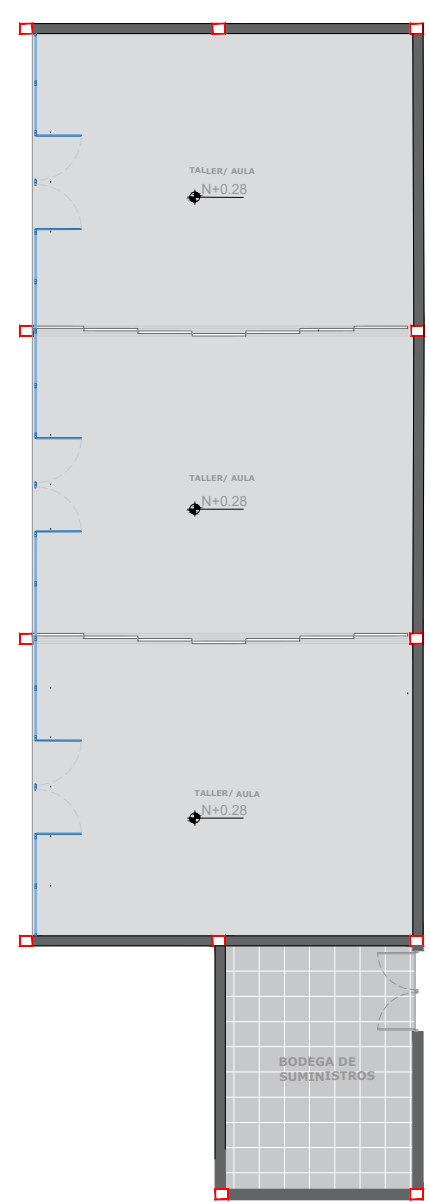 TALLER/ AULA
N+0.28
TALLER/ AULA
N+0.28
TALLER/ AULA
N+0.28
BODEGA DE
SUMINISTROS